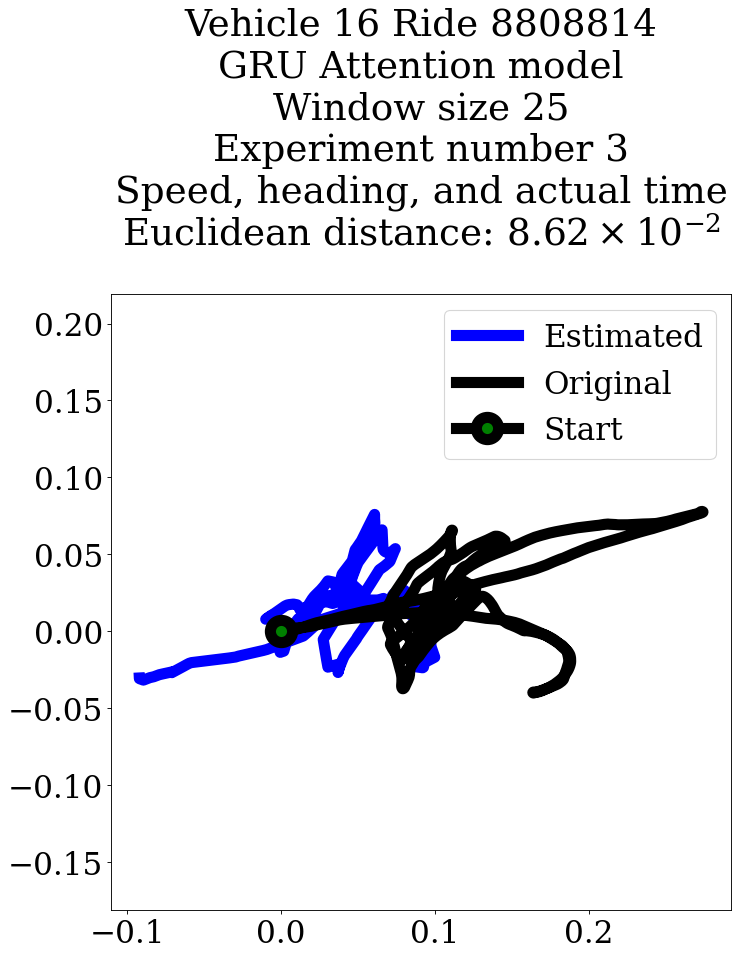 Vehicle 16 Ride 8808814
GRU Attention model
Window size 25
Experiment number 3
Speed, heading, and actual time
Euclidean distance: 8.62 × 10⁻²
Estimated
Original
Start
0.20
0.15
0.10
0.05
0.00
−0.05
−0.10
−0.15
−0.1 0.0 0.1 0.2